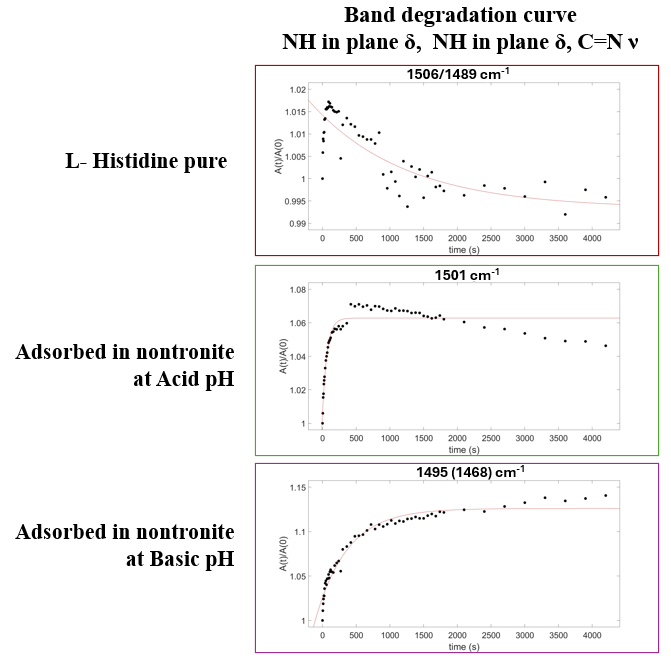 Band degradation curve
NH in plane δ,  NH in plane δ, C=N ν
L- Histidine pure
1506/1489 cm⁻¹
A(t)/A(0)
1.02
1.015
1.01
1.005
1
0.995
0.99
0 500 1000 1500 2000 2500 3000 3500 4000
time (s)
Adsorbed in nontronite
at Acid pH
1501 cm⁻¹
A(t)/A(0)
1.08
1.06
1.04
1.02
1
0 500 1000 1500 2000 2500 3000 3500 4000
time (s)
Adsorbed in nontronite
at Basic pH
1495 (1468) cm⁻¹
A(t)/A(0)
1.15
1.1
1.05
1
0 500 1000 1500 2000 2500 3000 3500 4000
time (s)